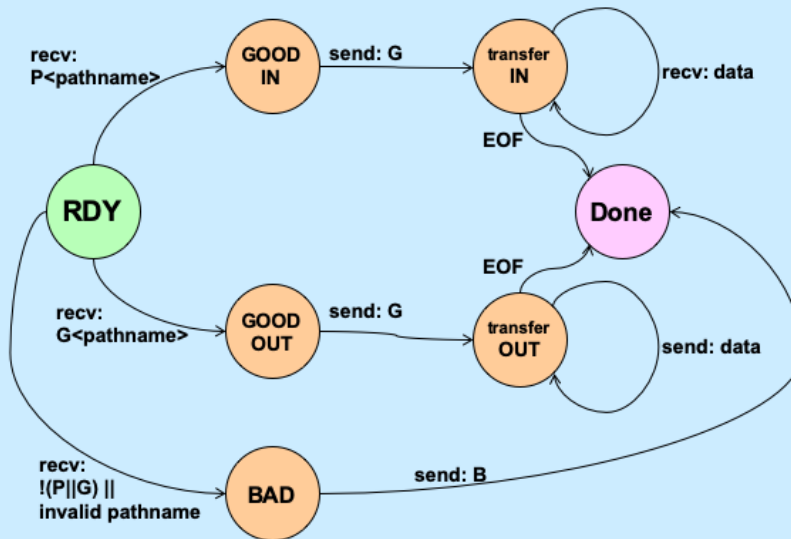 recv:
P<pathname>
GOOD
IN
send: G
transfer
IN
recv: data
EOF
RDY
Done
EOF
recv:
G<pathname>
GOOD
OUT
send: G
transfer
OUT
send: data
recv:
!(P||G) ||
invalid pathname
BAD
send: B